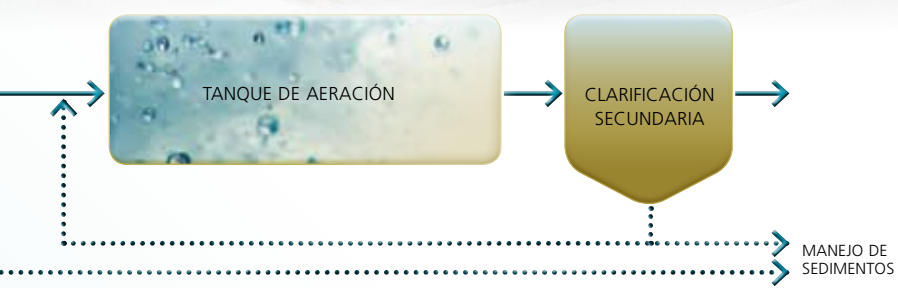 TANQUE DE AERACIÓN
CLARIFICACIÓN
SECUNDARIA
MANEJO DE
SEDIMENTOS